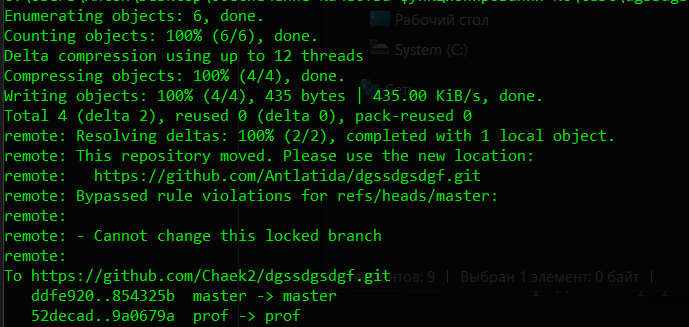 Enumerating objects: 6, done.
Рабочий стол
Counting objects: 100% (6/6), done.
System (C:)
Delta compression using up to 12 threads
Compressing objects: 100% (4/4), done.
Writing objects: 100% (4/4), 435 bytes | 435.00 KiB/s, done.
Total 4 (delta 2), reused 0 (delta 0), pack-reused 0
remote: Resolving deltas: 100% (2/2), completed with 1 local object.
remote: This repository moved. Please use the new location:
remote:   https://github.com/Antlatida/dgssdgsdgf.git
remote: Bypassed rule violations for refs/heads/master:
remote:
remote: - Cannot change this locked branch
remote:
To https://github.com/Chaek2/dgssdgsdgf.git
: 9 | Выбран 1 элемент: 0 байт |
ddfe920..854325b  master -> master
52decad..9a0679a  prof -> prof